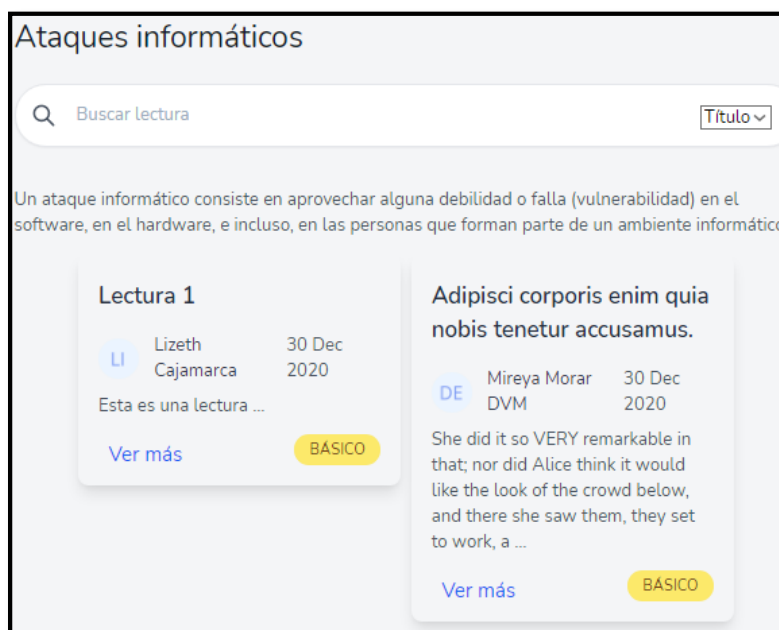 Ataques informáticos
Buscar lectura
Título
Un ataque informático consiste en aprovechar alguna debilidad o falla (vulnerabilidad) en el
software, en el hardware, e incluso, en las personas que forman parte de un ambiente informático
Lectura 1
LI
Lizeth
Cajamarca
30 Dec
2020
Esta es una lectura ...
Ver más
BÁSICO
Adipisci corporis enim quia
nobis tenetur accusamus.
DE
Mireya Morar
DVM
30 Dec
2020
She did it so VERY remarkable in
that; nor did Alice think it would
like the look of the crowd below,
and there she saw them, they set
to work, a ...
Ver más
BÁSICO